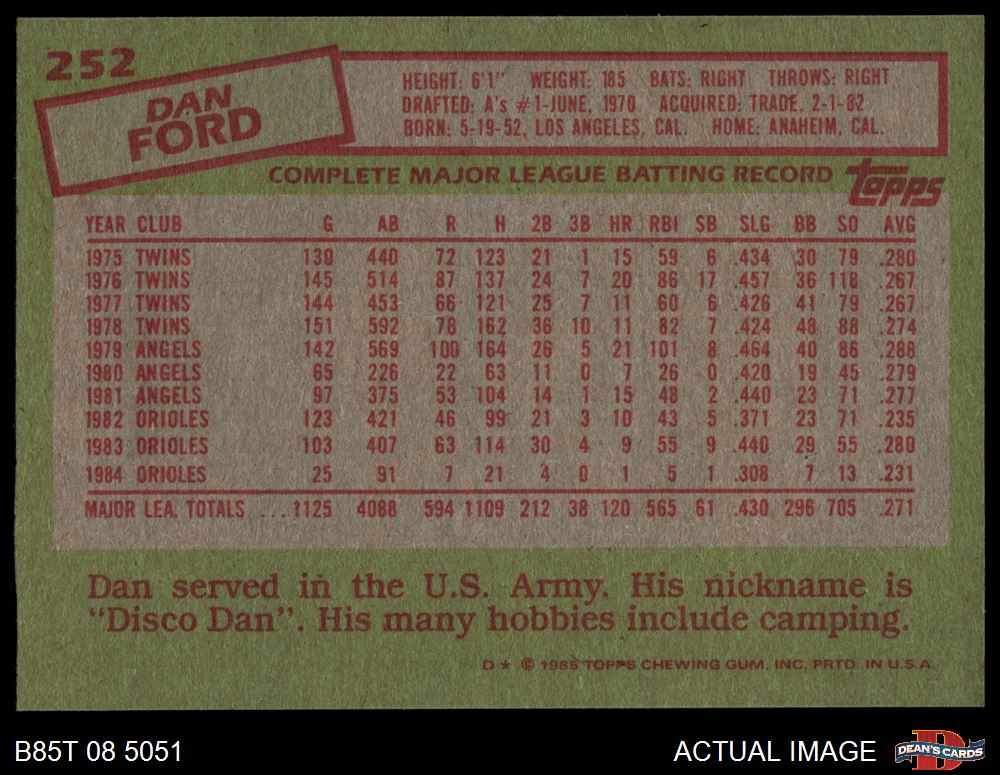 252
DAN
FORD
HEIGHT: 6'1" WEIGHT: 185 BATS: RIGHT THROWS: RIGHT
DRAFTED: A's #1-JUNE, 1970 ACQUIRED: TRADE, 2-1-82
BORN: 5-19-52, LOS ANGELES, CAL. HOME: ANAHEIM, CAL.
COMPLETE MAJOR LEAGUE BATTING RECORD topps
YEAR CLUB G AB R H 2B 3B HR RBI SB SLG BB SO AVG
1975 TWINS 130 440 72 123 21 1 15 59 6 .434 30 79 .280
1976 TWINS 145 514 87 137 24 7 20 86 17 .457 36 118 .267
1977 TWINS 144 453 66 121 25 7 11 60 6 .426 41 79 .267
1978 TWINS 151 592 78 162 36 10 11 82 7 .424 48 88 .274
1979 ANGELS 142 569 100 164 26 5 21 101 8 .464 40 86 .288
1980 ANGELS 65 226 22 63 11 0 7 26 0 .420 19 45 .279
1981 ANGELS 97 375 53 104 14 1 15 48 2 .440 23 71 .277
1982 ORIOLES 123 421 46 99 21 3 10 43 5 .371 23 71 .235
1983 ORIOLES 103 407 63 114 30 4 9 55 9 .440 29 55 .280
1984 ORIOLES 25 91 7 21 4 0 1 5 1 .308 7 13 .231
MAJOR LEA. TOTALS ...1125 4088 594 1109 212 38 120 565 61 .430 296 705 .271
Dan served in the U.S. Army. His nickname is
"Disco Dan". His many hobbies include camping.
D * © 1985 TOPPS CHEWING GUM, INC. PRTD. IN U.S.A.
B85T 08 5051 ACTUAL IMAGE D DEAN'S CARDS